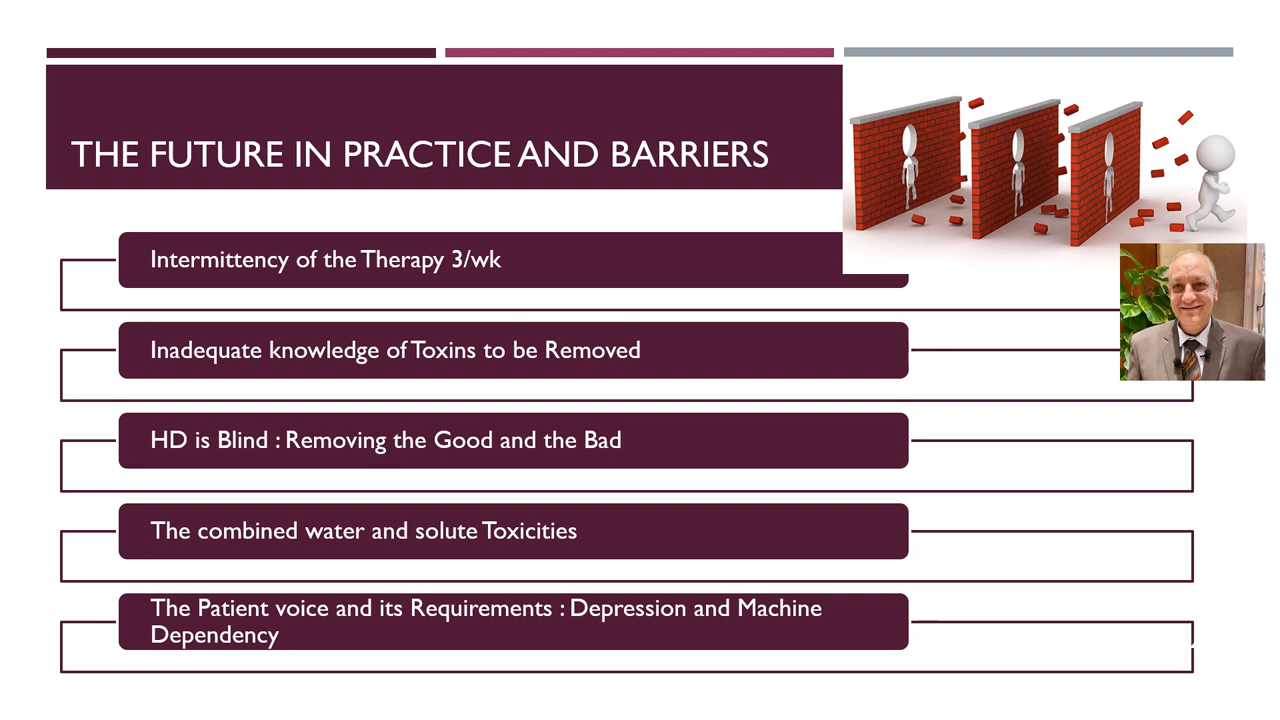 THE FUTURE IN PRACTICE AND BARRIERS
Intermittency of the Therapy 3/wk
Inadequate knowledge of Toxins to be Removed
HD is Blind : Removing the Good and the Bad
The combined water and solute Toxicities
The Patient voice and its Requirements : Depression and Machine
Dependency